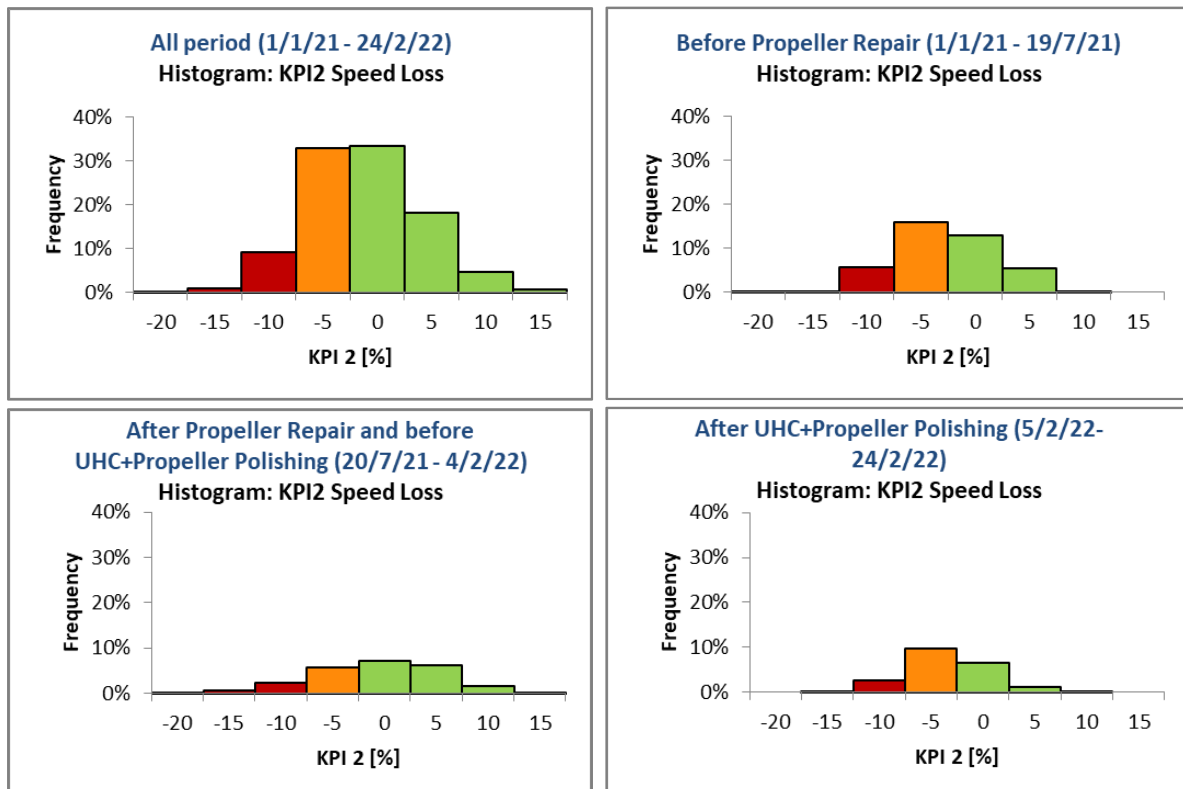 All period (1/1/21 - 24/2/22)
Histogram: KPI2 Speed Loss
40%
30%
20%
10%
0%
Frequency
-20 -15 -10 -5 0 5 10 15
KPI 2 [%]
Before Propeller Repair (1/1/21 - 19/7/21)
Histogram: KPI2 Speed Loss
40%
30%
20%
10%
0%
Frequency
-20 -15 -10 -5 0 5 10 15
KPI 2 [%]
After Propeller Repair and before
UHC+Propeller Polishing (20/7/21 - 4/2/22)
Histogram: KPI2 Speed Loss
40%
30%
20%
10%
0%
Frequency
-20 -15 -10 -5 0 5 10 15
KPI 2 [%]
After UHC+Propeller Polishing (5/2/22-
24/2/22)
Histogram: KPI2 Speed Loss
40%
30%
20%
10%
0%
Frequency
-20 -15 -10 -5 0 5 10 15
KPI 2 [%]